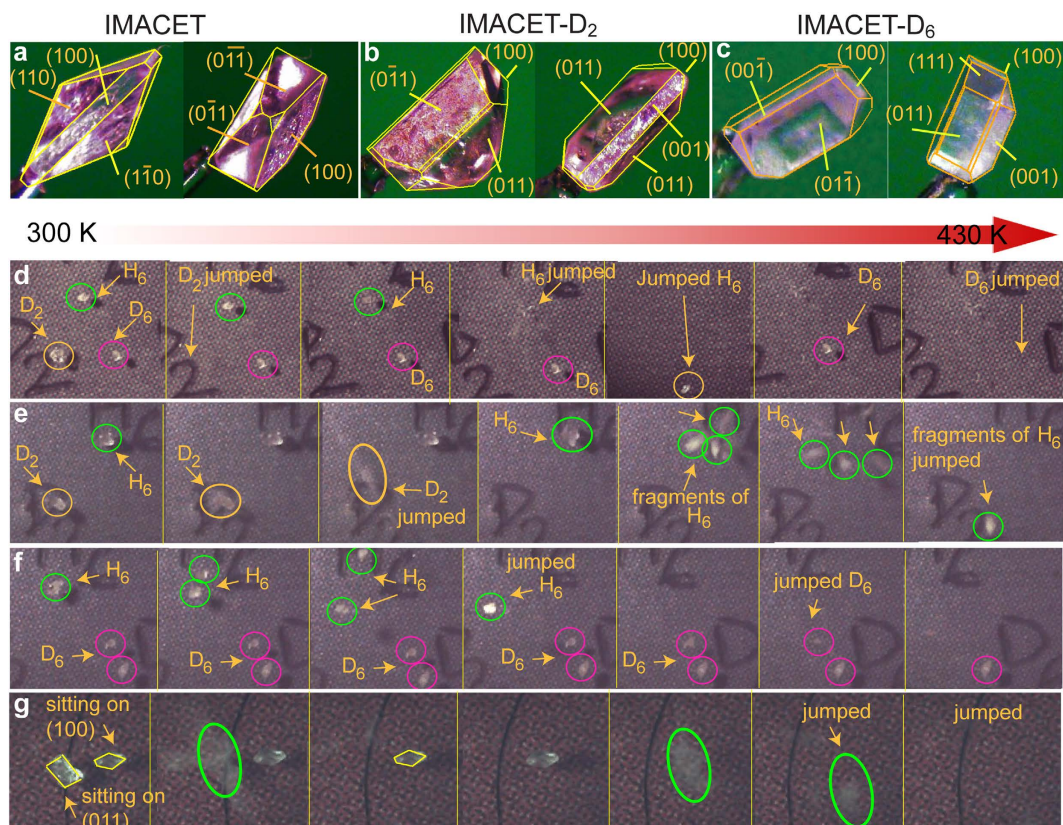 IMACET
IMACET-D2
IMACET-D6
a
(100)
(110)
(11̄0)
(01̄1̄)
(01̄1)
(100)
b
(100)
(01̄1)
(011)
(100)
(011)
(001)
(011)
c
(100)
(001̄)
(011̄)
(111)
(100)
(011)
(001)
300 K
430 K
d
H6
D2
D6
D2 jumped
H6
D6
H6 jumped
D6
Jumped H6
D6
D6 jumped
D2
D
e
D2
H6
D2
D2
jumped
H6
fragments of
H6
H6
fragments of H6
jumped
D
f
H6
D6
H6
D6
H6
D6
jumped
H6
D6
D6
jumped D6
D
g
sitting on
(100)
sitting on
(011)
jumped
jumped